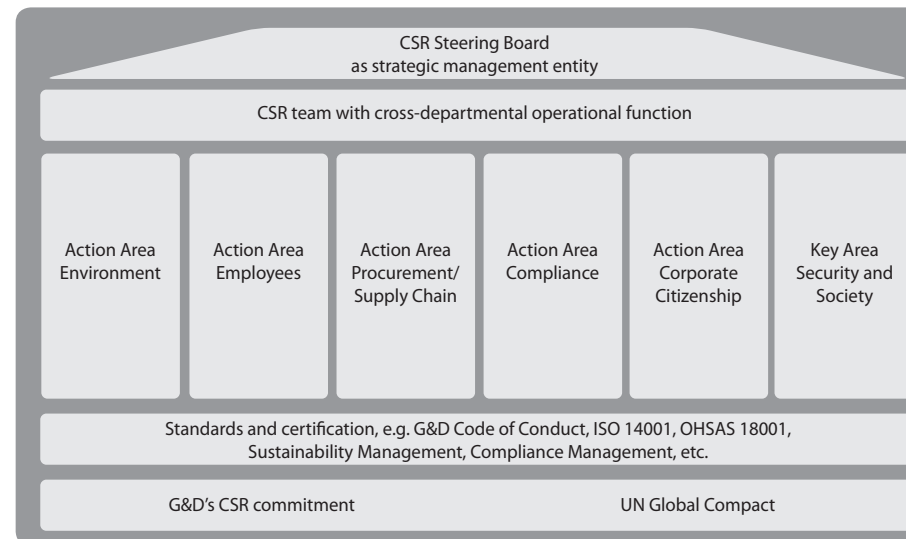 CSR Steering Board
as strategic management entity
CSR team with cross-departmental operational function
Action Area
Environment
Action Area
Employees
Action Area
Procurement/
Supply Chain
Action Area
Compliance
Action Area
Corporate
Citizenship
Key Area
Security and
Society
Standards and certification, e.g. G&D Code of Conduct, ISO 14001, OHSAS 18001,
Sustainability Management, Compliance Management, etc.
G&D’s CSR commitment
UN Global Compact